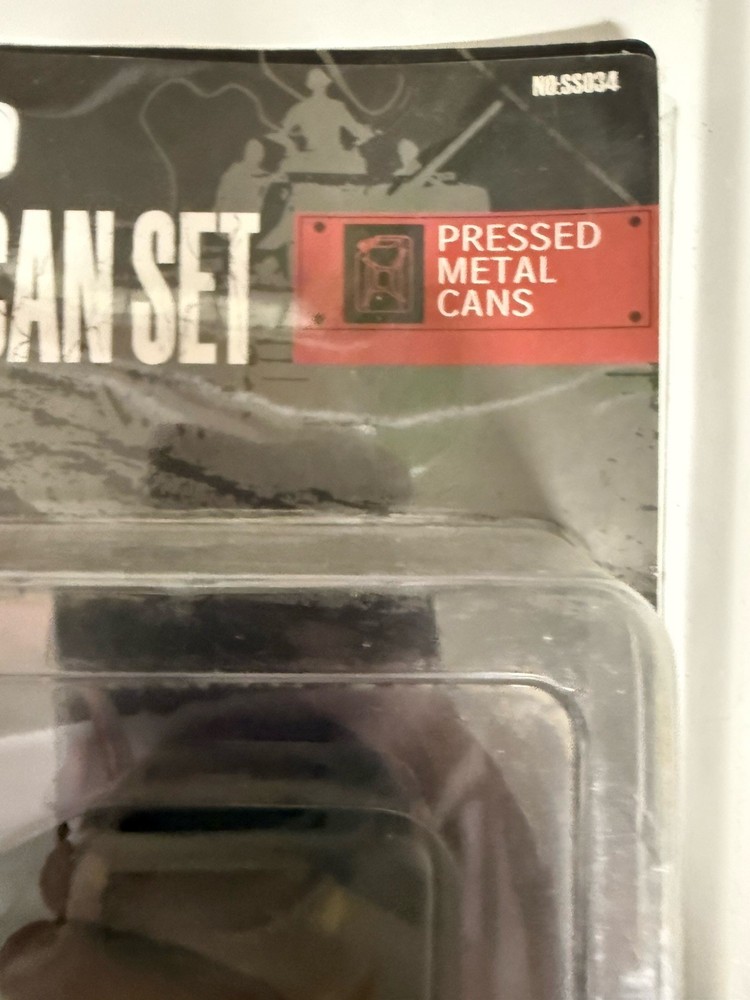 NO:SS034
CAN SET
PRESSED
METAL
CANS